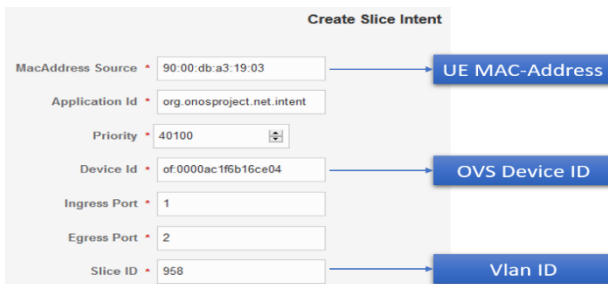 Create Slice Intent
MacAddress Source * 90:00:db:a3:19:03 UE MAC-Address
Application Id * org.onosproject.net.intent
Priority * 40100
Device Id * of:0000ac1f6b16ce04 OVS Device ID
Ingress Port * 1
Egress Port * 2
Slice ID * 958 Vlan ID